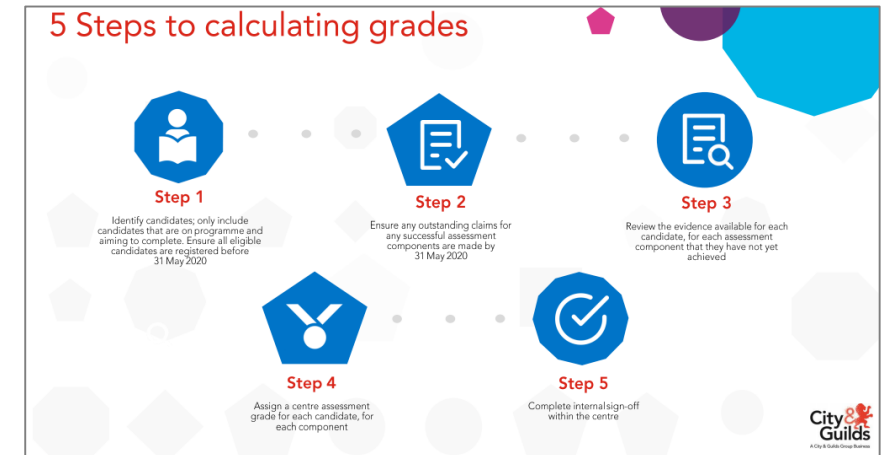 5 Steps to calculating grades
Step 1
Identify candidates; only include
candidates that are on programme and
aiming to complete. Ensure all eligible
candidates are registered before
31 May 2020
Step 2
Ensure any outstanding claims for
any successful assessment
components are made by
31 May 2020
Step 3
Review the evidence available for each
candidate, for each assessment
component that they have not yet
achieved
Step 4
Assign a centre assessment
grade for each candidate, for
each component
Step 5
Complete internal sign-off
within the centre
City&
Guilds
A City & Guilds Group Business